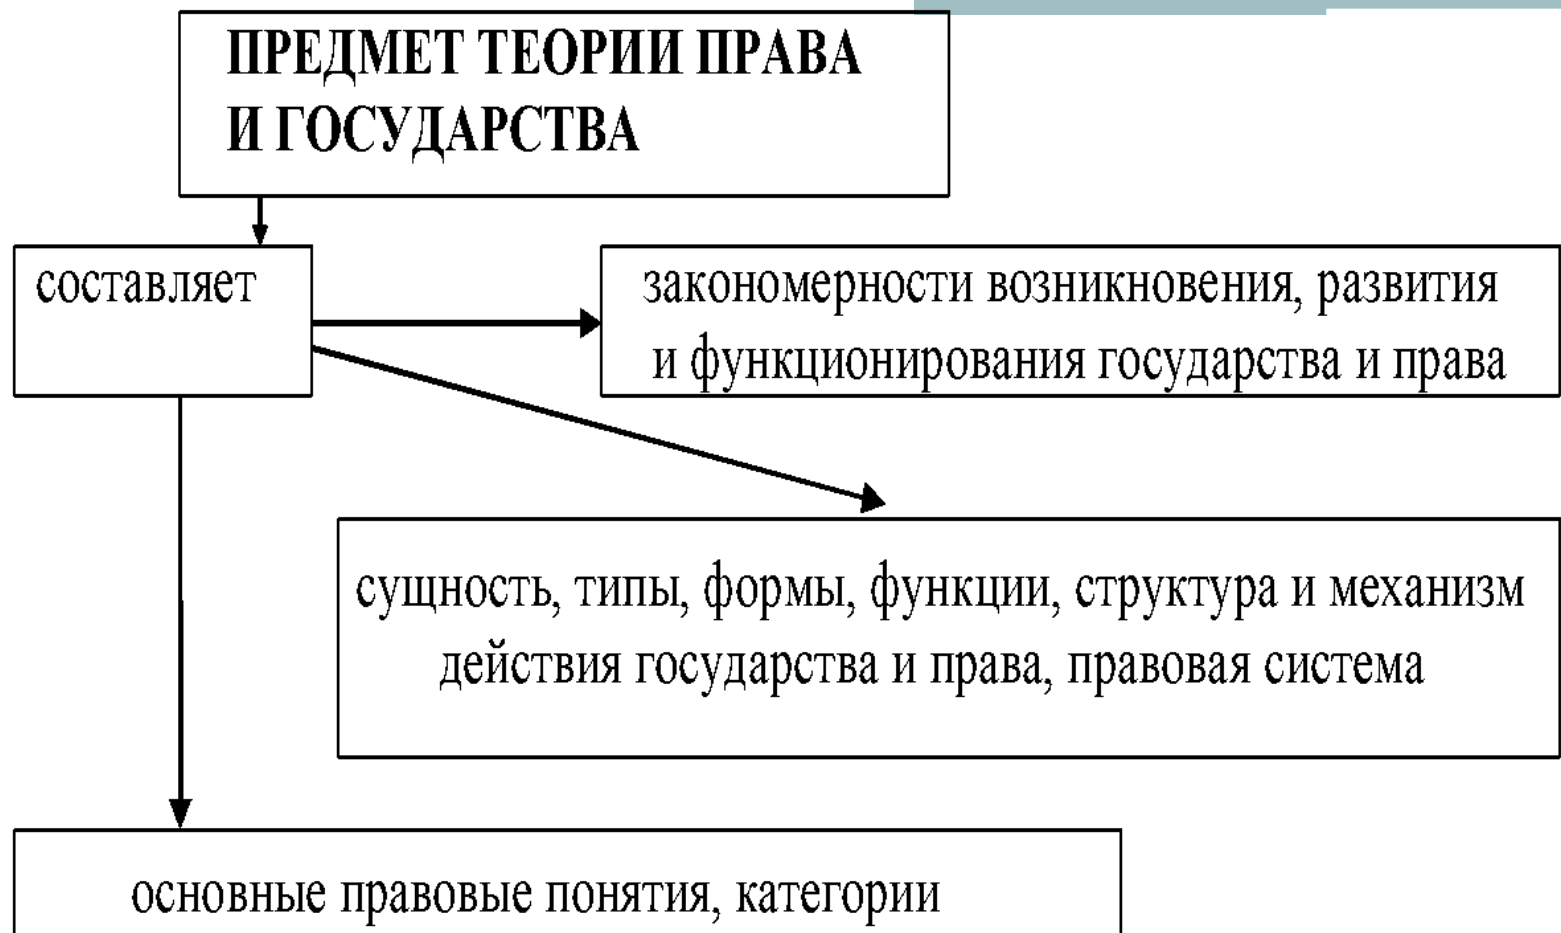 ПРЕДМЕТ ТЕОРИИ ПРАВА
И ГОСУДАРСТВА
составляет
закономерности возникновения, развития
и функционирования государства и права
сущность, типы, формы, функции, структура и механизм
действия государства и права, правовая система
основные правовые понятия, категории